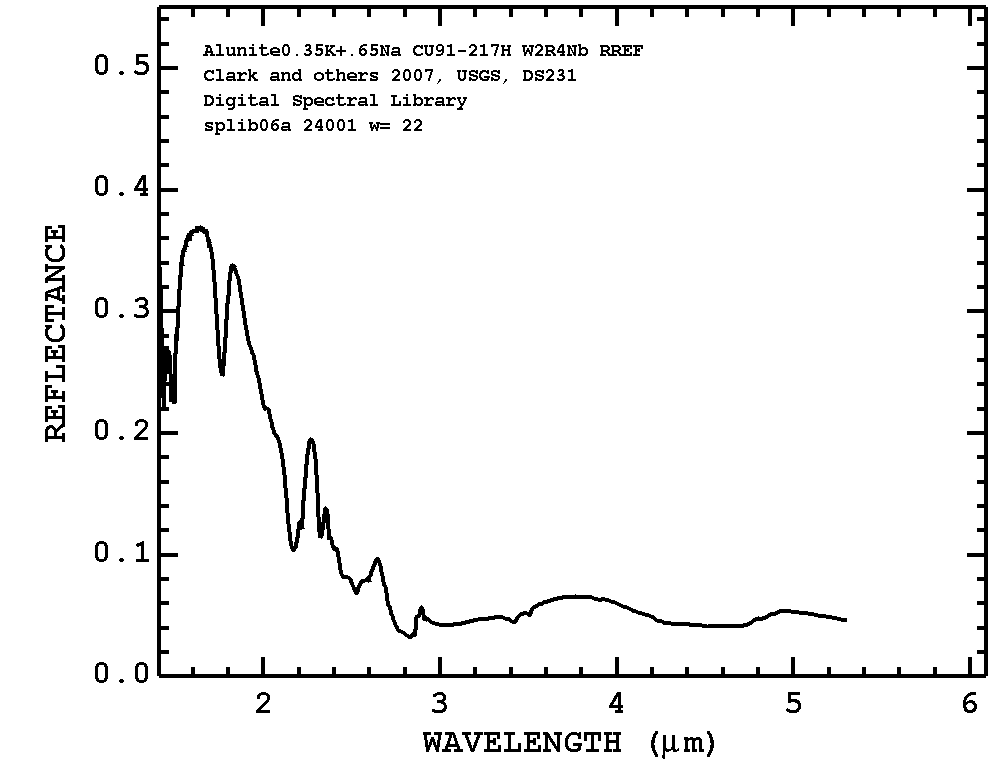 Alunite0.35K+.65Na CU91-217H W2R4Nb RREF
Clark and others 2007, USGS, DS231
Digital Spectral Library
splib06a 24001 w= 22
0.5
0.4
0.3
0.2
0.1
0.0
REFLECTANCE
2 3 4 5 6
WAVELENGTH (μm)